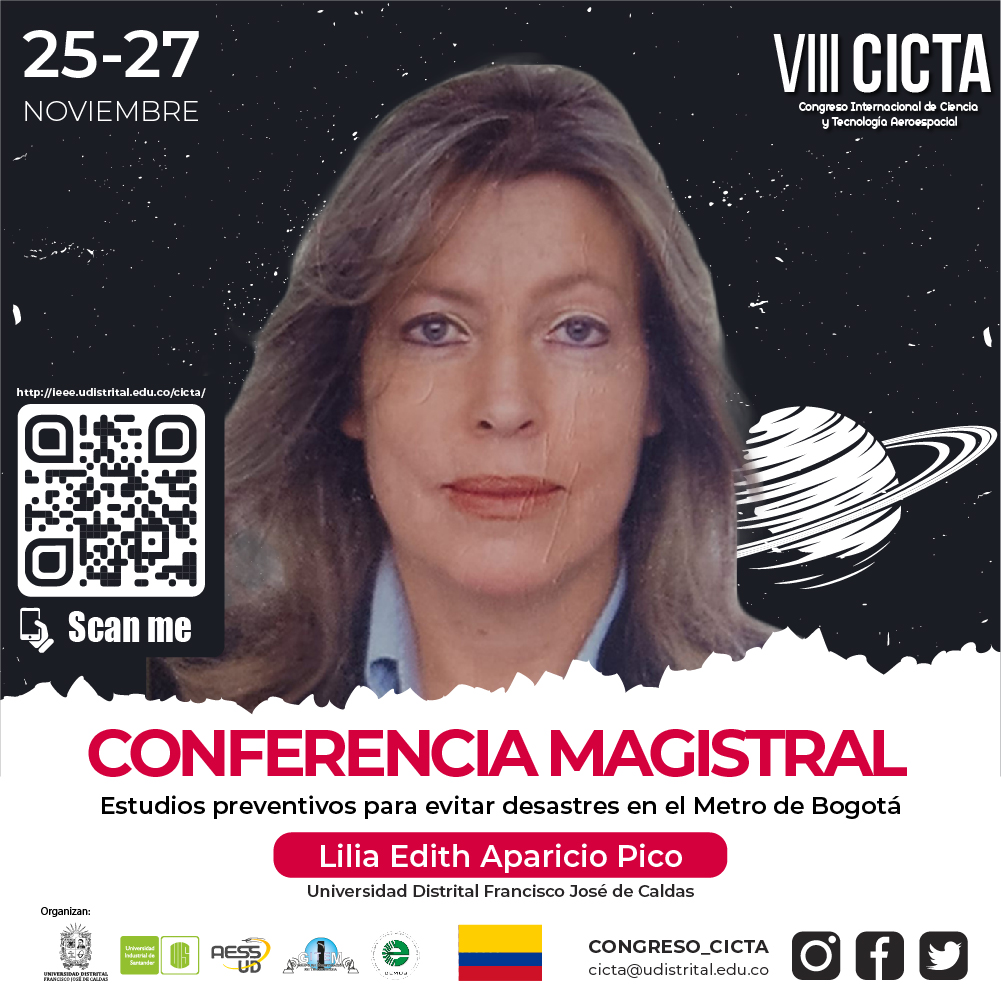 25-27
NOVIEMBRE
VIII CICTA
Congreso Internacional de Ciencia
y Tecnología Aeroespacial
http://ieee.udistrital.edu.co/cicta/
Scan me
CONFERENCIA MAGISTRAL
Estudios preventivos para evitar desastres en el Metro de Bogotá
Lilia Edith Aparicio Pico
Universidad Distrital Francisco José de Caldas
Organizan:
UNIVERSIDAD DISTRITAL
FRANCISCO JOSÉ DE CALDAS
Universidad
Industrial de
Santander
UIS
AESS
UD
CONGRESO_CICTA
cicta@udistrital.edu.co